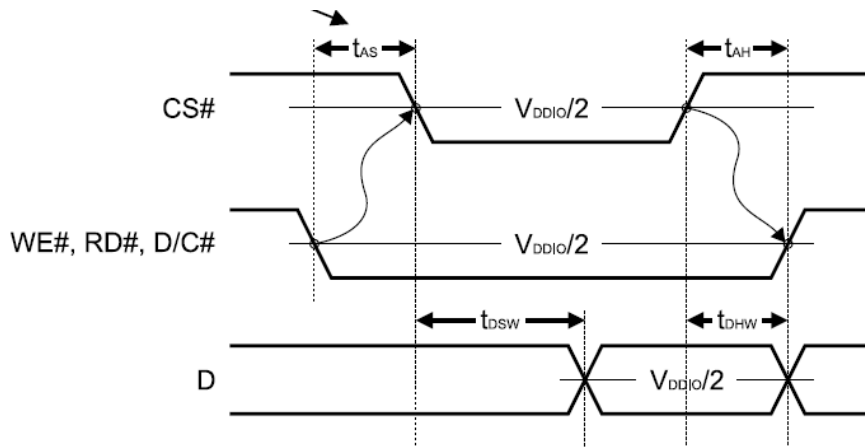 tAS tAH
CS# VDDIO/2
WE#, RD#, D/C# VDDIO/2
tDSW tDHW
D VDDIO/2